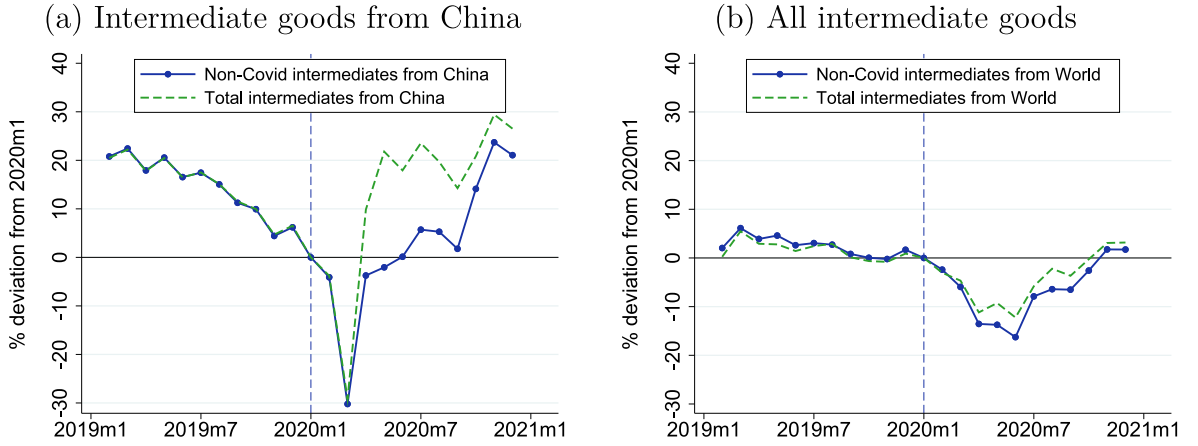 (a) Intermediate goods from China
Non-Covid intermediates from China
Total intermediates from China
% deviation from 2020m1
40
30
20
10
0
-10
-20
-30
2019m1
2019m7
2020m1
2020m7
2021m1
(b) All intermediate goods
Non-Covid intermediates from World
Total intermediates from World
% deviation from 2020m1
40
30
20
10
0
-10
-20
-30
2019m1
2019m7
2020m1
2020m7
2021m1